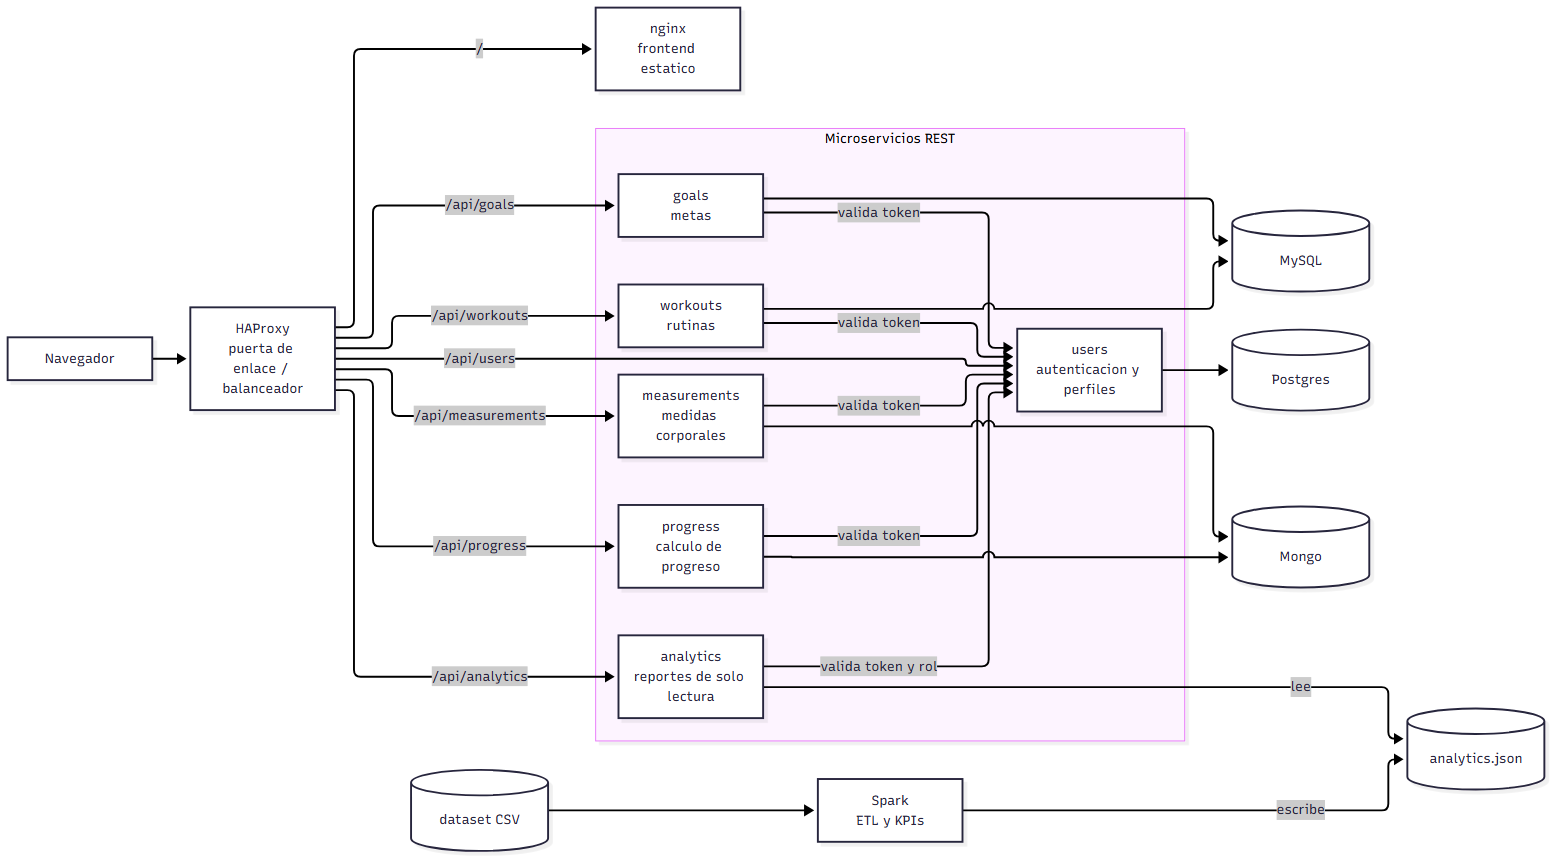 nginx
frontend
estatico
/
Microservicios REST
goals
metas
/api/goals
valida token
MySQL
workouts
rutinas
/api/workouts
valida token
Navegador
HAProxy
puerta de
enlace /
balanceador
/api/users
users
autenticacion y
perfiles
Postgres
measurements
medidas
corporales
/api/measurements
valida token
progress
calculo de
progreso
/api/progress
valida token
Mongo
analytics
reportes de solo
lectura
/api/analytics
valida token y rol
lee
analytics.json
dataset CSV
Spark
ETL y KPIs
escribe